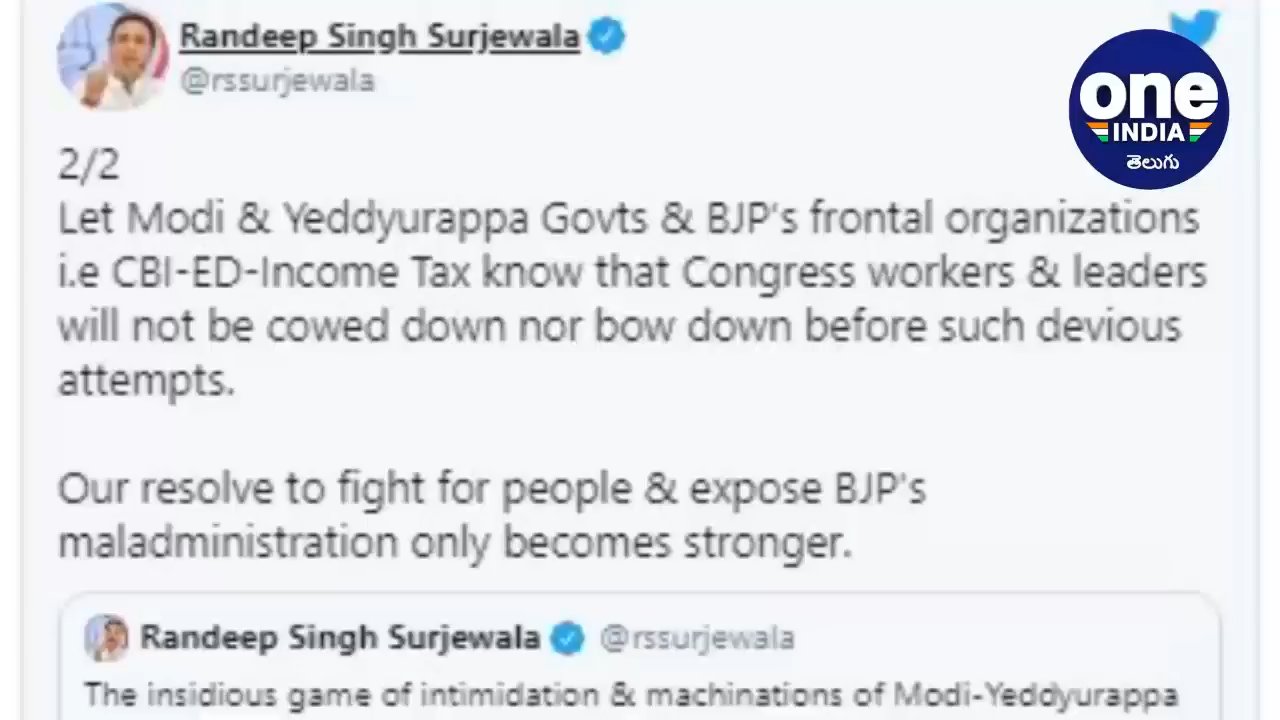 Randeep Singh Surjewala
@rssurjewala
one
INDIA
తెలుగు
2/2
Let Modi & Yeddyurappa Govts & BJP's frontal organizations
i.e CBI-ED-Income Tax know that Congress workers & leaders
will not be cowed down nor bow down before such devious
attempts.
Our resolve to fight for people & expose BJP's
maladministration only becomes stronger.
Randeep Singh Surjewala @rssurjewala
The insidious game of intimidation & machinations of Modi-Yeddyurappa